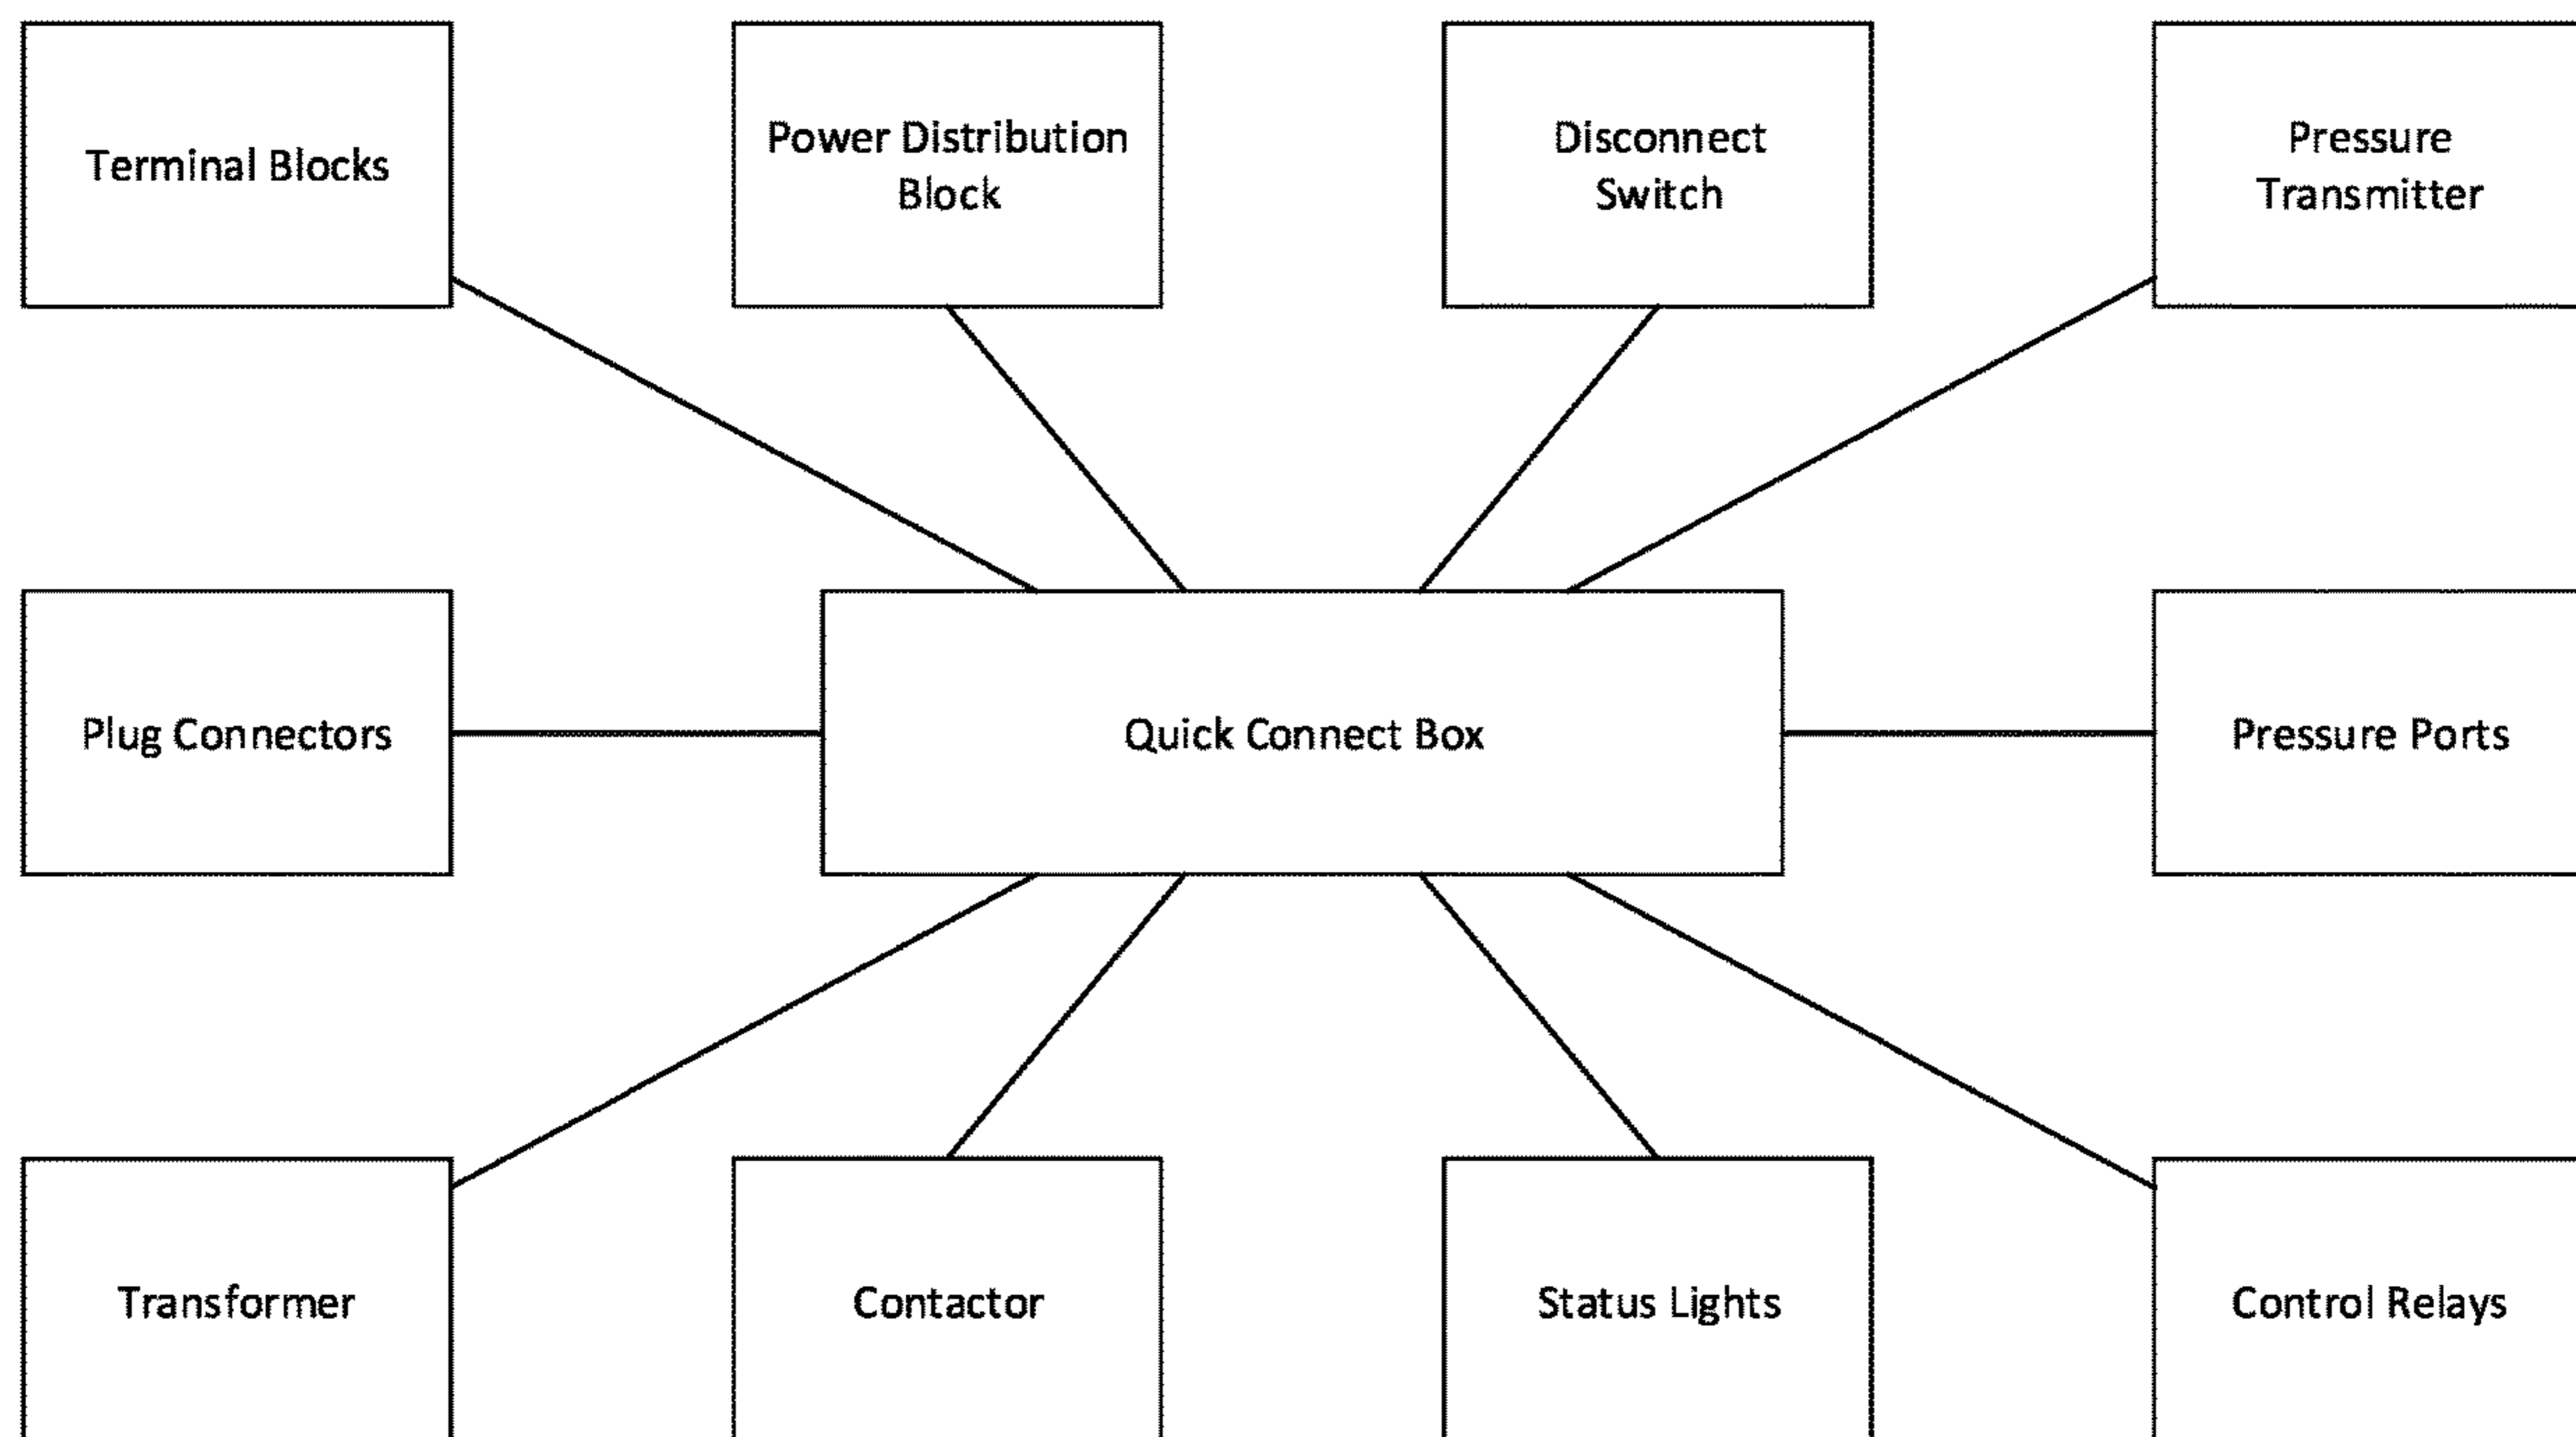 Terminal Blocks
Power Distribution
Block
Disconnect
Switch
Pressure
Transmitter
Plug Connectors
Quick Connect Box
Pressure Ports
Transformer
Contactor
Status Lights
Control Relays